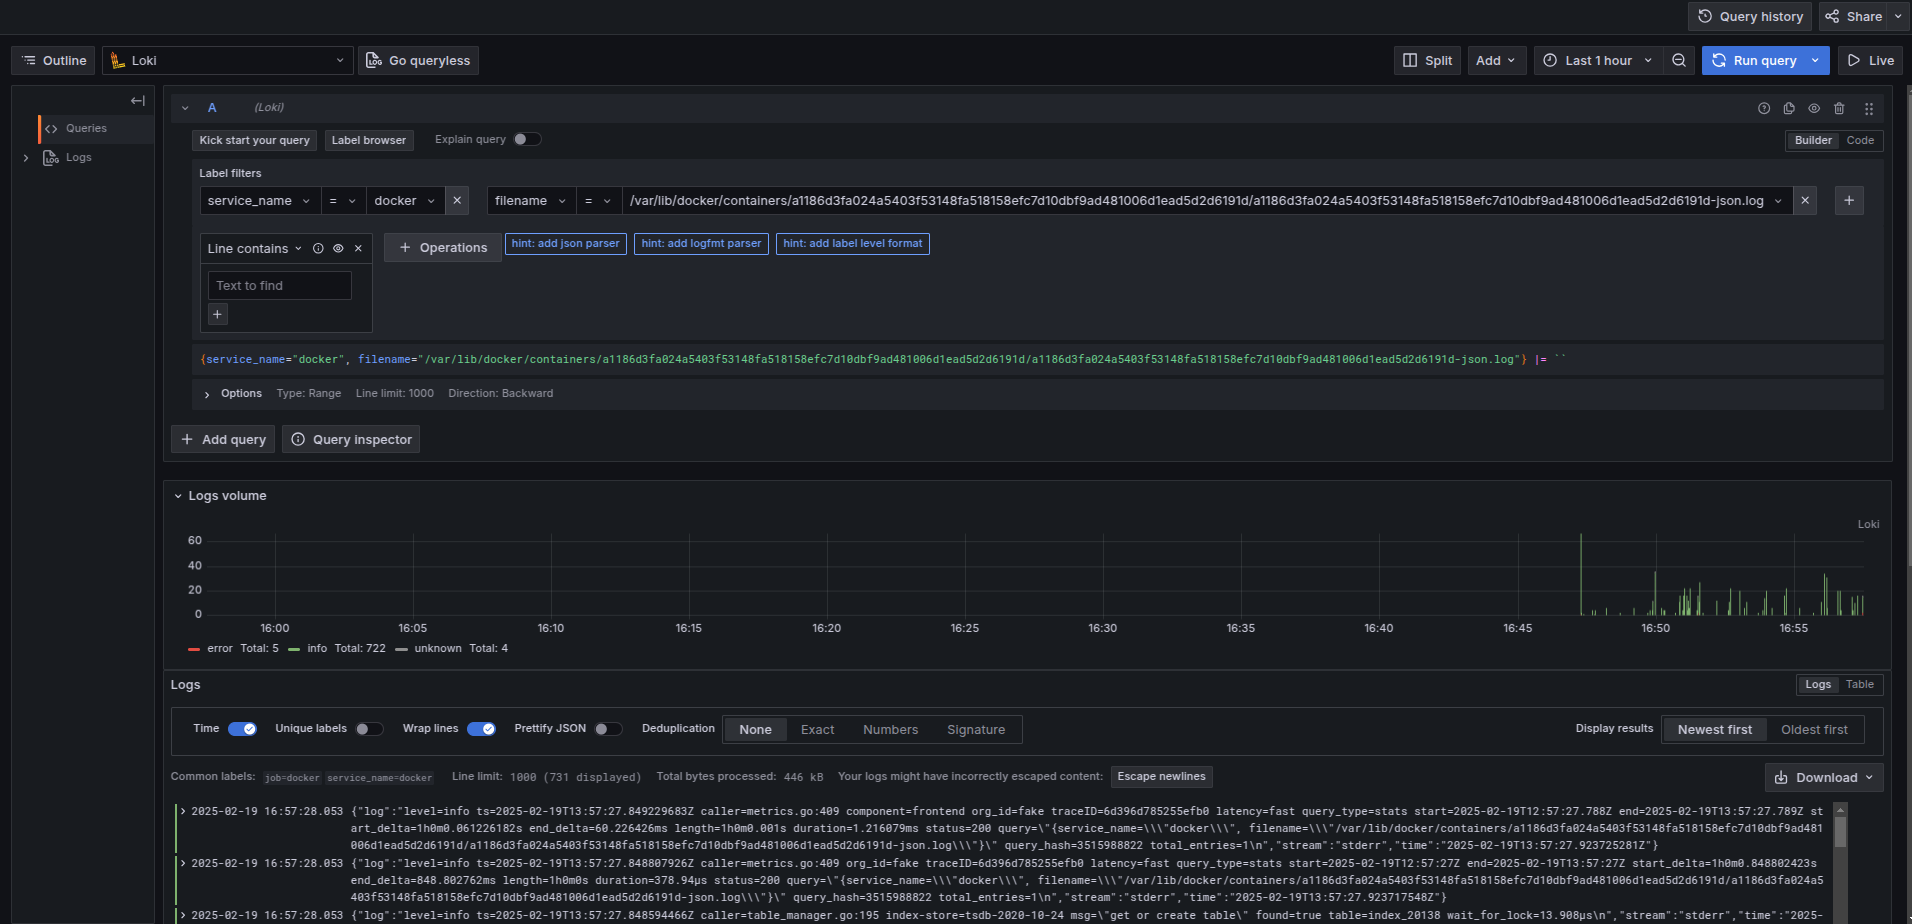 Query history Share
Outline Loki Go queryless Split Add Last 1 hour Run query Live
A (Loki)
Queries
Logs
Kick start your query Label browser Explain query Builder Code
Label filters
service_name = docker filename = /var/lib/docker/containers/a1186d3fa024a5403f53148fa518158efc7d10dbf9ad481006d1ead5d2d6191d/a1186d3fa024a5403f53148fa518158efc7d10dbf9ad481006d1ead5d2d6191d-json.log
Line contains Operations hint: add json parser hint: add logfmt parser hint: add label level format
Text to find
{service_name="docker", filename="/var/lib/docker/containers/a1186d3fa024a5403f53148fa518158efc7d10dbf9ad481006d1ead5d2d6191d/a1186d3fa024a5403f53148fa518158efc7d10dbf9ad481006d1ead5d2d6191d-json.log"} |= ``
Options Type: Range Line limit: 1000 Direction: Backward
Add query Query inspector
Logs volume
Loki
60
40
20
0
16:00 16:05 16:10 16:15 16:20 16:25 16:30 16:35 16:40 16:45 16:50 16:55
error Total: 5 info Total: 722 unknown Total: 4
Logs Logs Table
Time Unique labels Wrap lines Prettify JSON Deduplication None Exact Numbers Signature Display results Newest first Oldest first
Common labels: job=docker service_name=docker Line limit: 1000 (731 displayed) Total bytes processed: 446 kB Your logs might have incorrectly escaped content: Escape newlines Download
2025-02-19 16:57:28.053 {"log":"level=info ts=2025-02-19T13:57:27.849229683Z caller=metrics.go:409 component=frontend org_id=fake traceID=6d396d785255efb0 latency=fast query_type=stats start=2025-02-19T12:57:27.788Z end=2025-02-19T13:57:27.789Z st
art_delta=1h0m0.061226182s end_delta=60.226426ms length=1h0m0.001s duration=1.216079ms status=200 query=\"{service_name=\\\"docker\\\", filename=\\\"/var/lib/docker/containers/a1186d3fa024a5403f53148fa518158efc7d10dbf9ad481
006d1ead5d2d6191d/a1186d3fa024a5403f53148fa518158efc7d10dbf9ad481006d1ead5d2d6191d-json.log\\\"}\" query_hash=3515988822 total_entries=1\n","stream":"stderr","time":"2025-02-19T13:57:27.923725281Z"}
2025-02-19 16:57:28.053 {"log":"level=info ts=2025-02-19T13:57:27.848807926Z caller=metrics.go:409 org_id=fake traceID=6d396d785255efb0 latency=fast query_type=stats start=2025-02-19T12:57:27Z end=2025-02-19T13:57:27Z start_delta=1h0m0.848802423s
end_delta=848.802762ms length=1h0m0s duration=378.94µs status=200 query=\"{service_name=\\\"docker\\\", filename=\\\"/var/lib/docker/containers/a1186d3fa024a5403f53148fa518158efc7d10dbf9ad481006d1ead5d2d6191d/a1186d3fa024a5
403f53148fa518158efc7d10dbf9ad481006d1ead5d2d6191d-json.log\\\"}\" query_hash=3515988822 total_entries=1\n","stream":"stderr","time":"2025-02-19T13:57:27.923717548Z"}
2025-02-19 16:57:28.053 {"log":"level=info ts=2025-02-19T13:57:27.848594466Z caller=table_manager.go:195 index-store=tsdb-2020-10-24 msg=\"get or create table\" found=true table=index_20138 wait_for_lock=13.908µs\n","stream":"stderr","time":"2025-